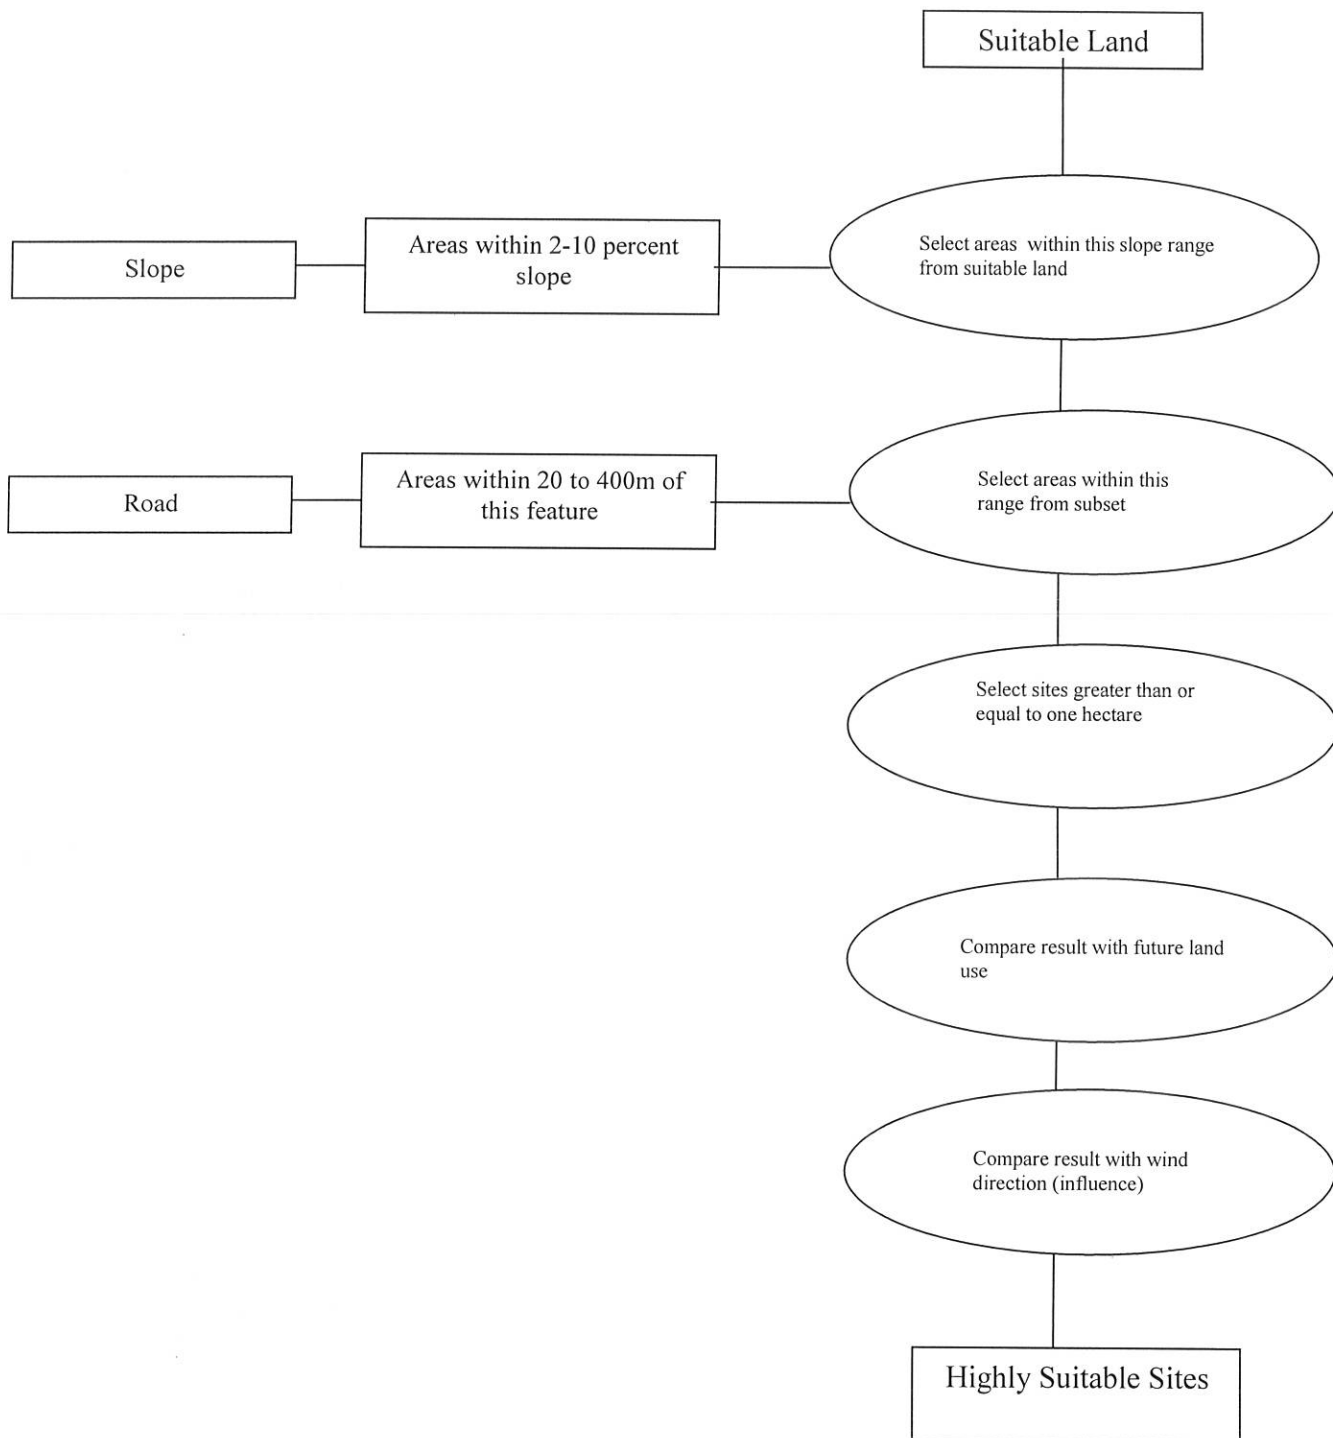 Suitable Land
Select areas within this slope range
from suitable land
Areas within 2-10 percent
slope
Slope
Select areas within this
range from subset
Areas within 20 to 400m of
this feature
Road
Select sites greater than or
equal to one hectare
Compare result with future land
use
Compare result with wind
direction (influence)
Highly Suitable Sites